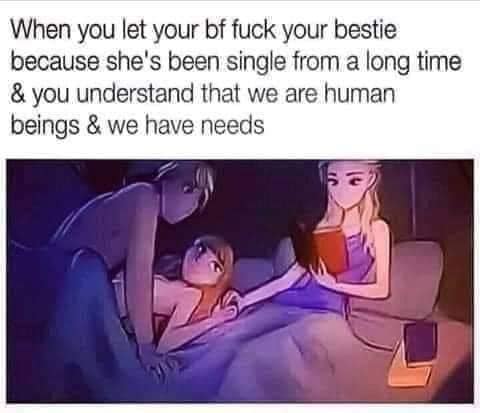 When you let your bf fuck your bestie
because she's been single from a long time
& you understand that we are human
beings & we have needs